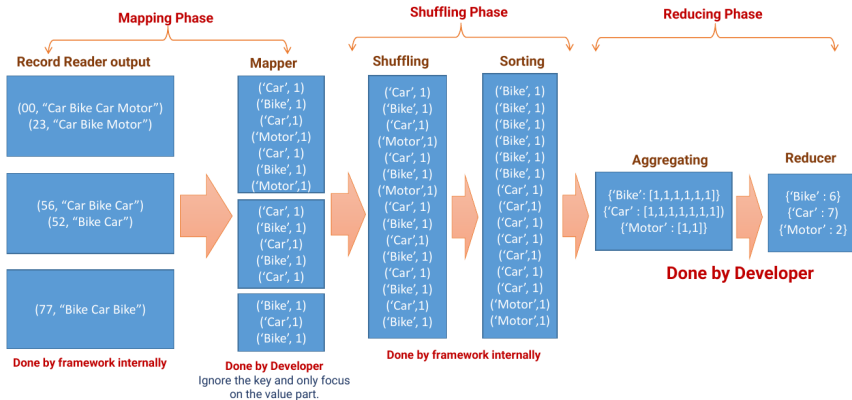 Mapping Phase
Shuffling Phase
Reducing Phase
Record Reader output
(00, “Car Bike Car Motor”)
(23, “Car Bike Motor”)
(56, “Car Bike Car”)
(52, “Bike Car”)
(77, “Bike Car Bike”)
Done by framework internally
Mapper
(‘Car’, 1)
(‘Bike’, 1)
(‘Car’,1)
(‘Motor’,1)
(‘Car’, 1)
(‘Bike’, 1)
(‘Motor’,1)
(‘Car’, 1)
(‘Bike’, 1)
(‘Car’,1)
(‘Bike’, 1)
(‘Car’, 1)
(‘Bike’, 1)
(‘Car’,1)
(‘Bike’, 1)
Done by Developer
Ignore the key and only focus
on the value part.
Shuffling
(‘Car’, 1)
(‘Bike’, 1)
(‘Car’,1)
(‘Motor’,1)
(‘Car’, 1)
(‘Bike’, 1)
(‘Motor’,1)
(‘Car’, 1)
(‘Bike’, 1)
(‘Car’,1)
(‘Bike’, 1)
(‘Car’, 1)
(‘Bike’, 1)
(‘Car’,1)
(‘Bike’, 1)
Sorting
(‘Bike’, 1)
(‘Bike’, 1)
(‘Bike’, 1)
(‘Bike’, 1)
(‘Bike’, 1)
(‘Bike’, 1)
(‘Car’, 1)
(‘Car’, 1)
(‘Car’, 1)
(‘Car’, 1)
(‘Car’, 1)
(‘Car’, 1)
(‘Car’, 1)
(‘Motor’,1)
(‘Motor’,1)
Done by framework internally
Aggregating
{‘Bike’: [1,1,1,1,1,1]}
{‘Car’ : [1,1,1,1,1,1,1])
{‘Motor’ : [1,1]}
Reducer
{‘Bike’ : 6}
{‘Car’ : 7}
{‘Motor’ : 2}
Done by Developer